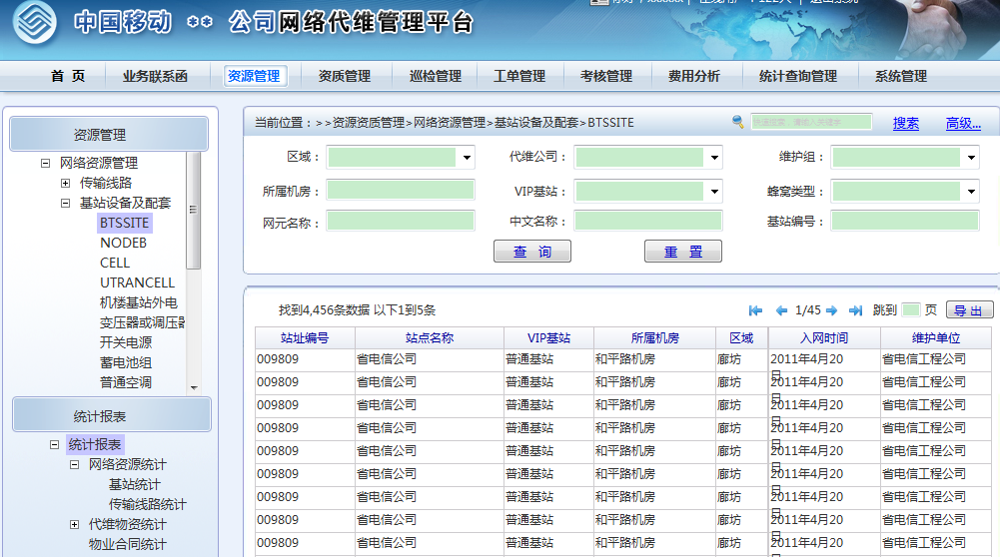 中国移动 ** 公司网络代维管理平台
首 页 业务联系函 资源管理 资质管理 巡检管理 工单管理 考核管理 费用分析 统计查询管理 系统管理
资源管理
网络资源管理
传输线路
基站设备及配套
BTSSITE
NODEB
CELL
UTRANCELL
机楼基站外电
变压器或调压器
开关电源
蓄电池组
普通空调
统计报表
统计报表
网络资源统计
基站统计
传输线路统计
代维物资统计
物业合同统计
当前位置：>>资源资质管理>网络资源管理>基站设备及配套>BTSSITE 搜索 高级...
区域： 代维公司： 维护组：
所属机房： VIP基站： 蜂窝类型：
网元名称： 中文名称： 基站编号：
查 询 重 置
找到4,456条数据 以下1到5条 1/45 跳到 页 导 出
站址编号 站点名称 VIP基站 所属机房 区域 入网时间 维护单位
009809 省电信公司 普通基站 和平路机房 廊坊 2011年4月20日 省电信工程公司
009809 省电信公司 普通基站 和平路机房 廊坊 2011年4月20日 省电信工程公司
009809 省电信公司 普通基站 和平路机房 廊坊 2011年4月20日 省电信工程公司
009809 省电信公司 普通基站 和平路机房 廊坊 2011年4月20日 省电信工程公司
009809 省电信公司 普通基站 和平路机房 廊坊 2011年4月20日 省电信工程公司
009809 省电信公司 普通基站 和平路机房 廊坊 2011年4月20日 省电信工程公司
009809 省电信公司 普通基站 和平路机房 廊坊 2011年4月20日 省电信工程公司
009809 省电信公司 普通基站 和平路机房 廊坊 2011年4月20日 省电信工程公司
009809 省电信公司 普通基站 和平路机房 廊坊 2011年4月20 省电信工程公司